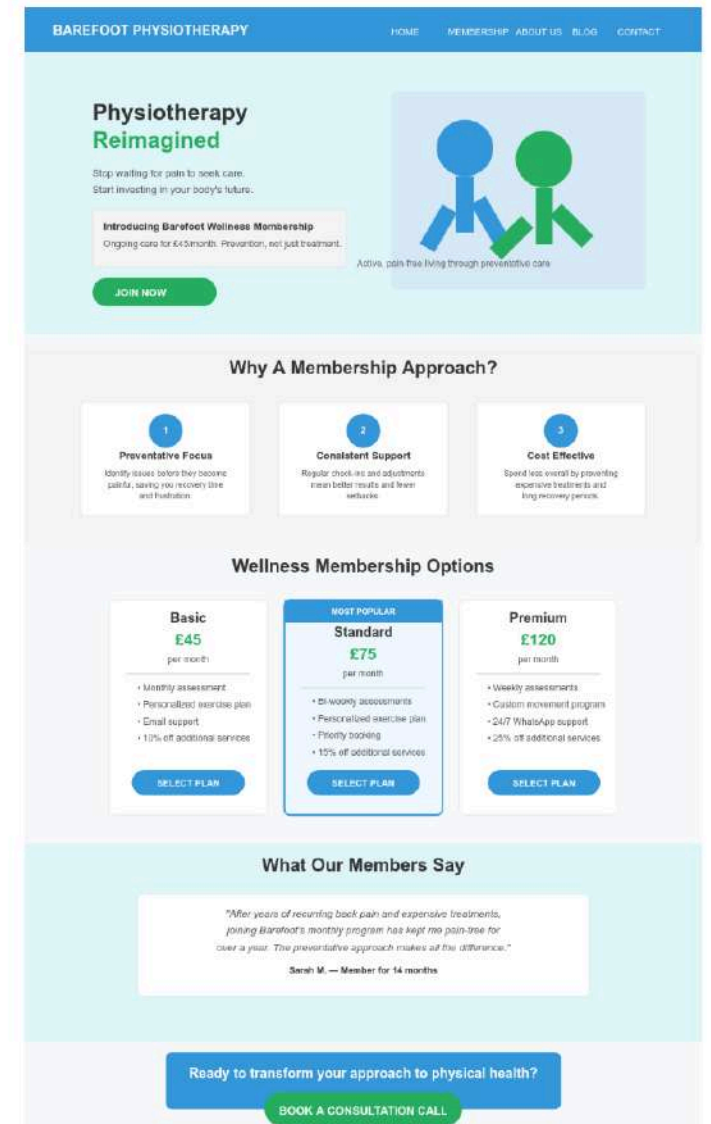 BAREFOOT PHYSIOTHERAPY
HOME MEMBERSHIP ABOUT US BLOG CONTACT
Physiotherapy
Reimagined
Stop waiting for pain to seek care.
Start investing in your body's future.
Introducing Barefoot Wellness Membership
Ongoing care for £45/month. Prevention, not just treatment.
Active, pain-free living through preventative care
JOIN NOW
Why A Membership Approach?
1
Preventative Focus
Identify issues before they become
painful, saving you recovery time
and frustration.
2
Consistent Support
Regular check-ins and adjustments
mean better results and fewer
setbacks.
3
Cost Effective
Spend less overall by preventing
expensive treatments and
long recovery periods.
Wellness Membership Options
Basic
£45
per month
• Monthly assessment
• Personalized exercise plan
• Email support
• 10% off additional services
SELECT PLAN
MOST POPULAR
Standard
£75
per month
• Bi-weekly assessments
• Personalized exercise plan
• Priority booking
• 15% off additional services
SELECT PLAN
Premium
£120
per month
• Weekly assessments
• Custom movement program
• 24/7 WhatsApp support
• 25% off additional services
SELECT PLAN
What Our Members Say
"After years of recurring back pain and expensive treatments,
joining Barefoot's monthly program has kept me pain-free for
over a year. The preventative approach makes all the difference."
Sarah M. — Member for 14 months
Ready to transform your approach to physical health?
BOOK A CONSULTATION CALL